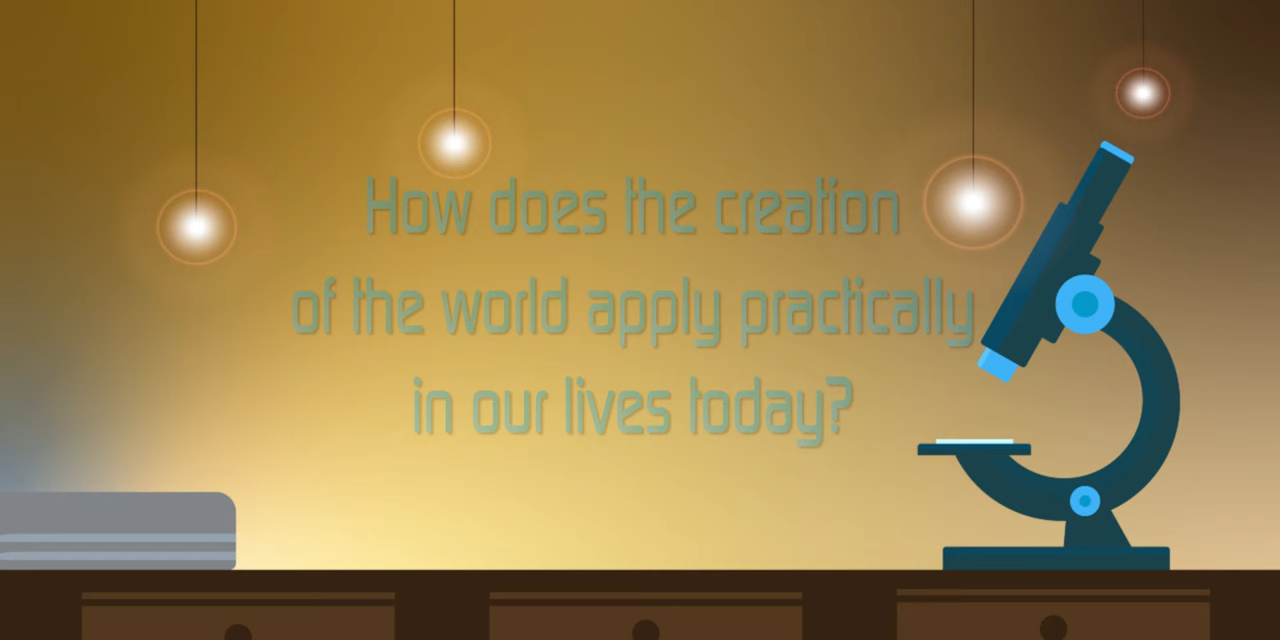 How does the creation
of the world apply practically
in our lives today?